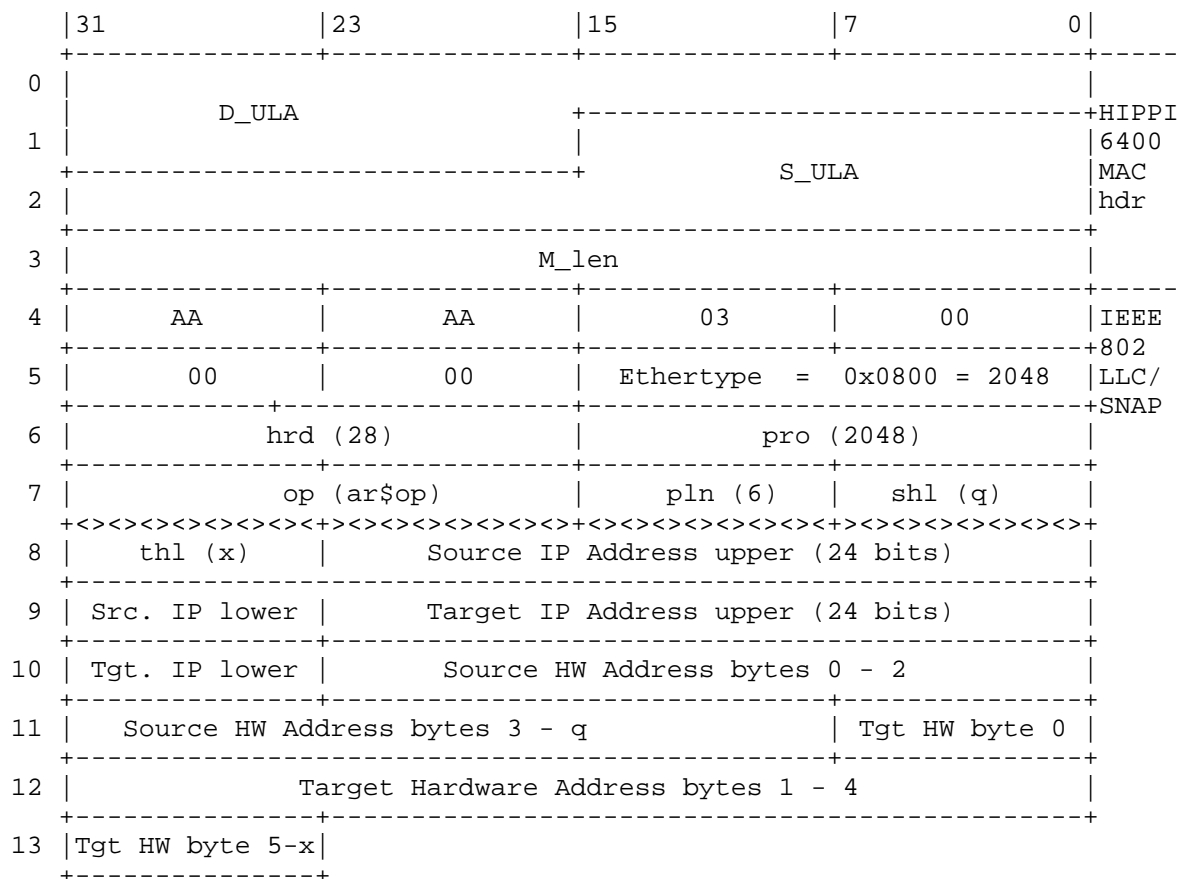 |31 |23 |15 |7 0|
+---------------+---------------+---------------+---------------+-----
0 | |
| D_ULA +-------------------------------+HIPPI
1 | | |6400
+-------------------------------+ S_ULA |MAC
2 | |hdr
+---------------------------------------------------------------+
3 | M_len |
+---------------+---------------+---------------+---------------+-----
4 | AA | AA | 03 | 00 |IEEE
+---------------+---------------+---------------+---------------+802
5 | 00 | 00 | Ethertype = 0x0800 = 2048 |LLC/
+------------+------------------+-------------------------------+SNAP
6 | hrd (28) | pro (2048) |
+---------------+---------------+---------------+---------------+
7 | op (ar$op) | pln (6) | shl (q) |
+<><><><><><><><+><><><><><><><>+<><><><><><><><+><><><><><><><>+
8 | thl (x) | Source IP Address upper (24 bits) |
+---------------------------------------------------------------+
9 | Src. IP lower | Target IP Address upper (24 bits) |
+---------------+-----------------------------------------------+
10 | Tgt. IP lower | Source HW Address bytes 0 - 2 |
+---------------+-------------------------------+---------------+
11 | Source HW Address bytes 3 - q | Tgt HW byte 0 |
+-----------------------------------------------+---------------+
12 | Target Hardware Address bytes 1 - 4 |
+---------------+-----------------------------------------------+
13 |Tgt HW byte 5-x|
+---------------+